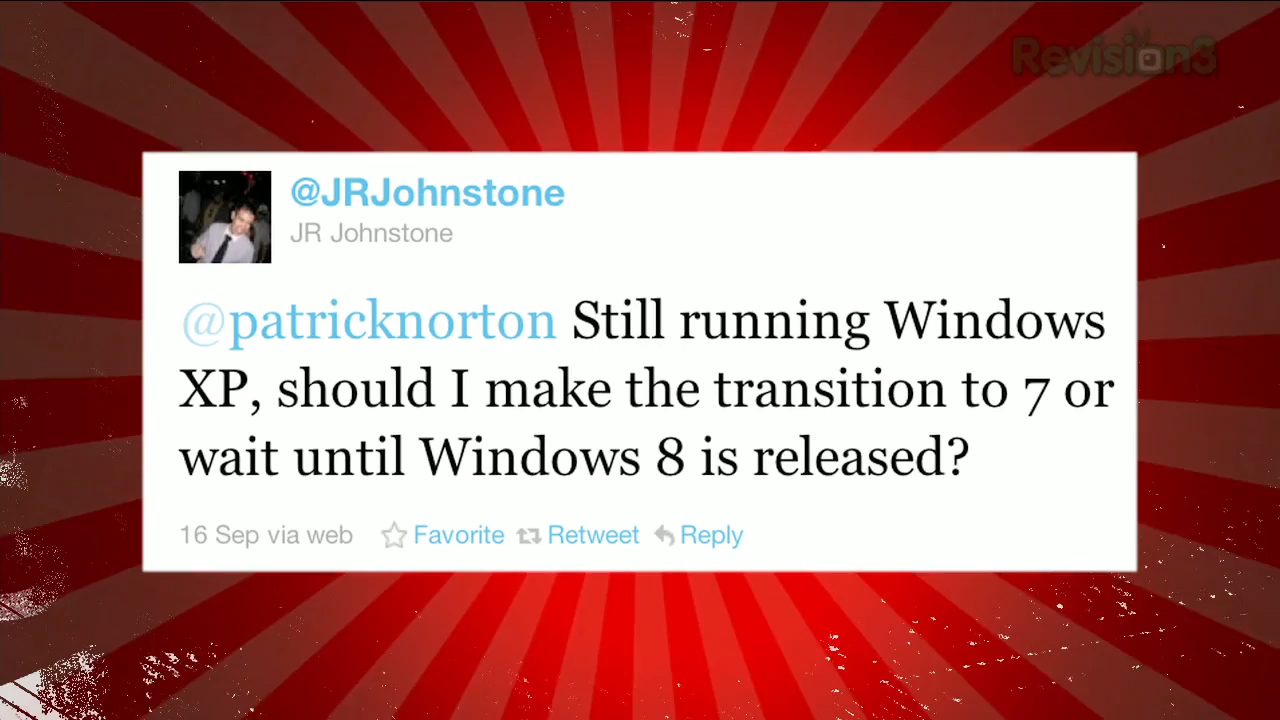 Revision3
@JRJohnstone
JR Johnstone
@patricknorton Still running Windows
XP, should I make the transition to 7 or
wait until Windows 8 is released?
16 Sep via web Favorite Retweet Reply